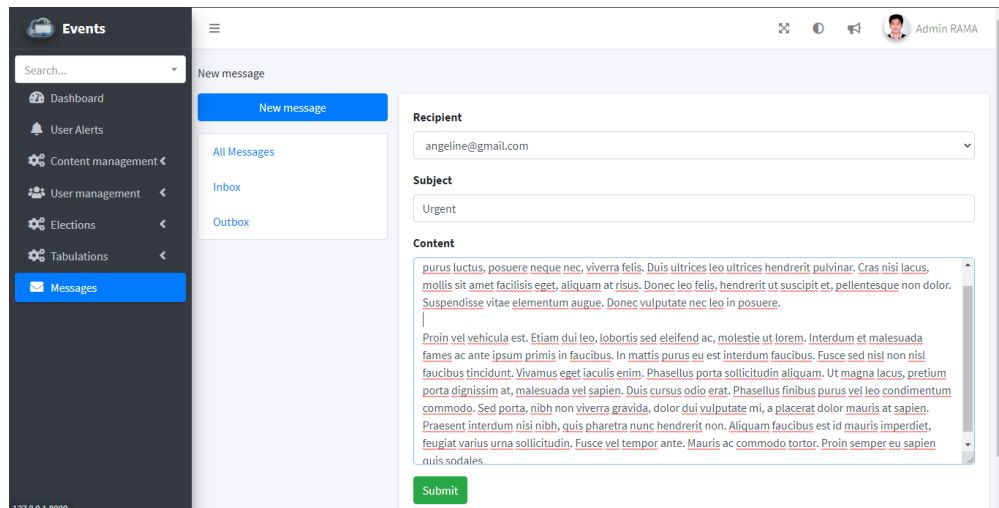 Events
Admin RAMA
Search...
Dashboard
User Alerts
Content management
User management
Elections
Tabulations
Messages
New message
New message
All Messages
Inbox
Outbox
Recipient
angeline@gmail.com
Subject
Urgent
Content
purus luctus, posuere neque nec, viverra felis. Duis ultrices leo ultrices hendrerit pulvinar. Cras nisi lacus,
mollis sit amet facilisis eget, aliquam at risus. Donec leo felis, hendrerit ut suscipit et, pellentesque non dolor.
Suspendisse vitae elementum augue. Donec vulputate nec leo in posuere.
Proin vel vehicula est. Etiam dui leo, lobortis sed eleifend ac, molestie ut lorem. Interdum et malesuada
fames ac ante ipsum primis in faucibus. In mattis purus eu est interdum faucibus. Fusce sed nisl non nisl
faucibus tincidunt. Vivamus eget iaculis enim. Phasellus porta sollicitudin aliquam. Ut magna lacus, pretium
porta dignissim at, malesuada vel sapien. Duis cursus odio erat. Phasellus finibus purus vel leo condimentum
commodo. Sed porta, nibh non viverra gravida, dolor dui vulputate mi, a placerat dolor mauris at sapien.
Praesent interdum nisi nibh, quis pharetra nunc hendrerit non. Aliquam faucibus est id mauris imperdiet,
feugiat varius urna sollicitudin. Fusce vel tempor ante. Mauris ac commodo tortor. Proin semper eu sapien
quis sodales
Submit